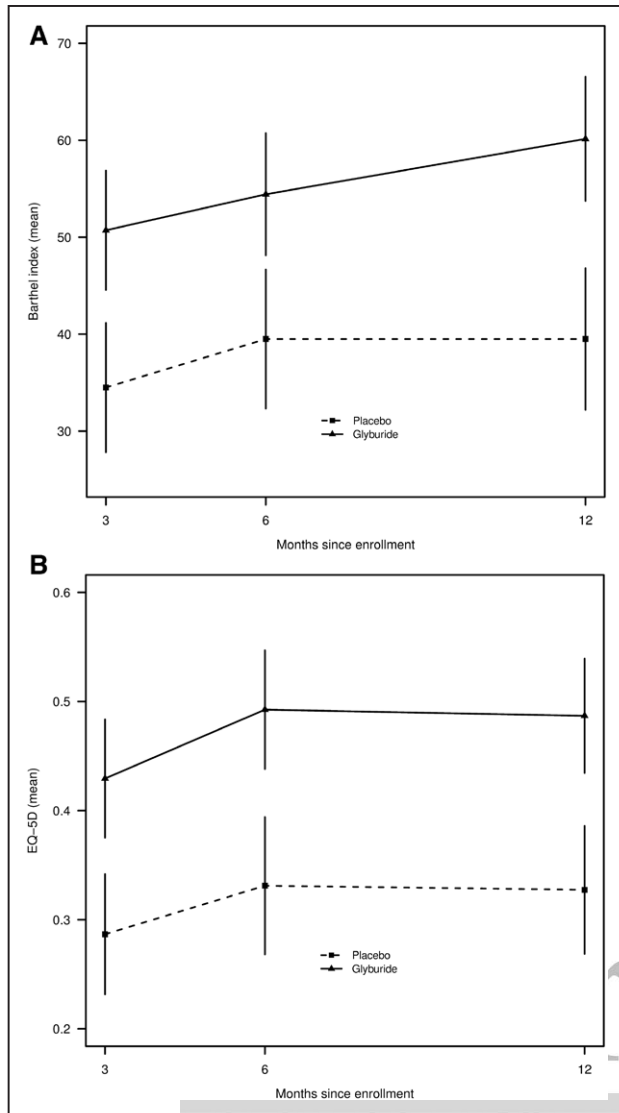 A
70
60
50
40
30
Barthel index (mean)
Placebo
Glyburide
3 6 12
Months since enrollment
B
0.6
0.5
0.4
0.3
0.2
EQ-5D (mean)
Placebo
Glyburide
3 6 12
Months since enrollment